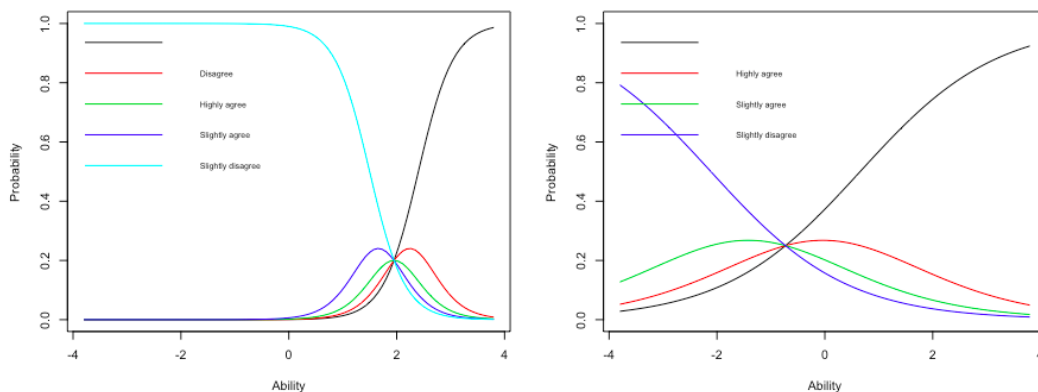 1.0
0.8
0.6
0.4
0.2
0.0
Probability
Disagree
Highly agree
Slightly agree
Slightly disagree
-4 -2 0 2 4
Ability
1.0
0.8
0.6
0.4
0.2
0.0
Probability
Highly agree
Slightly agree
Slightly disagree
-4 -2 0 2 4
Ability